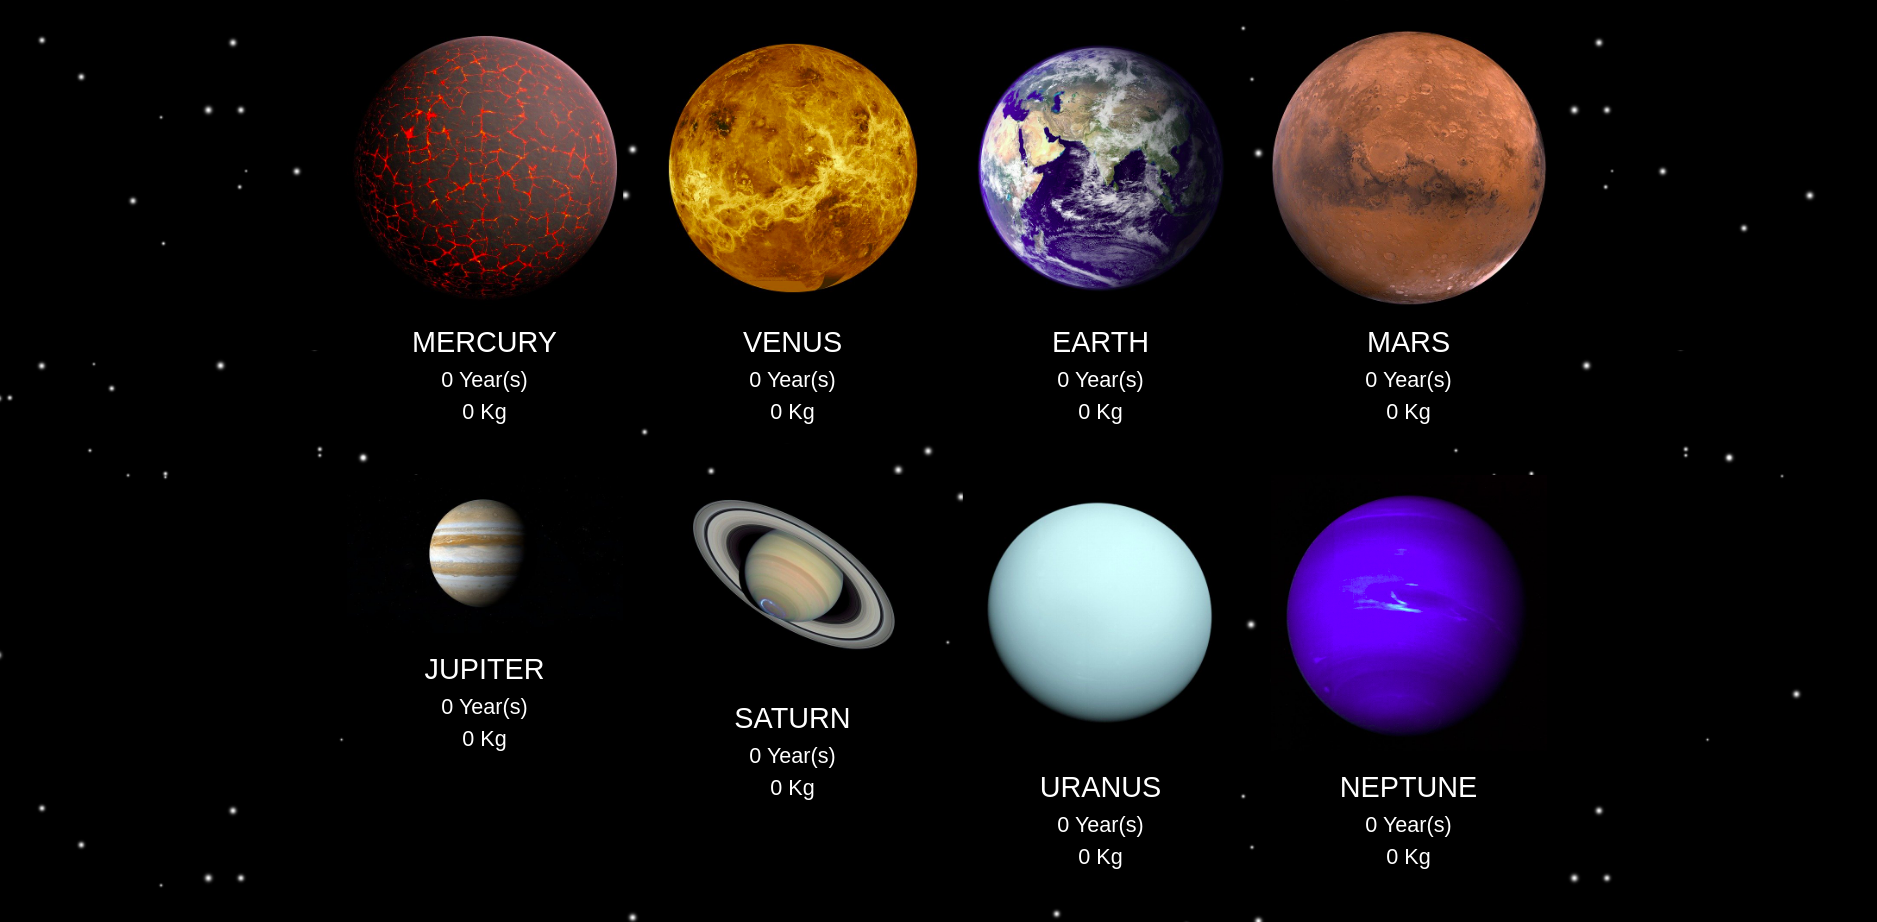 MERCURY
0 Year(s)
0 Kg
VENUS
0 Year(s)
0 Kg
EARTH
0 Year(s)
0 Kg
MARS
0 Year(s)
0 Kg
JUPITER
0 Year(s)
0 Kg
SATURN
0 Year(s)
0 Kg
URANUS
0 Year(s)
0 Kg
NEPTUNE
0 Year(s)
0 Kg